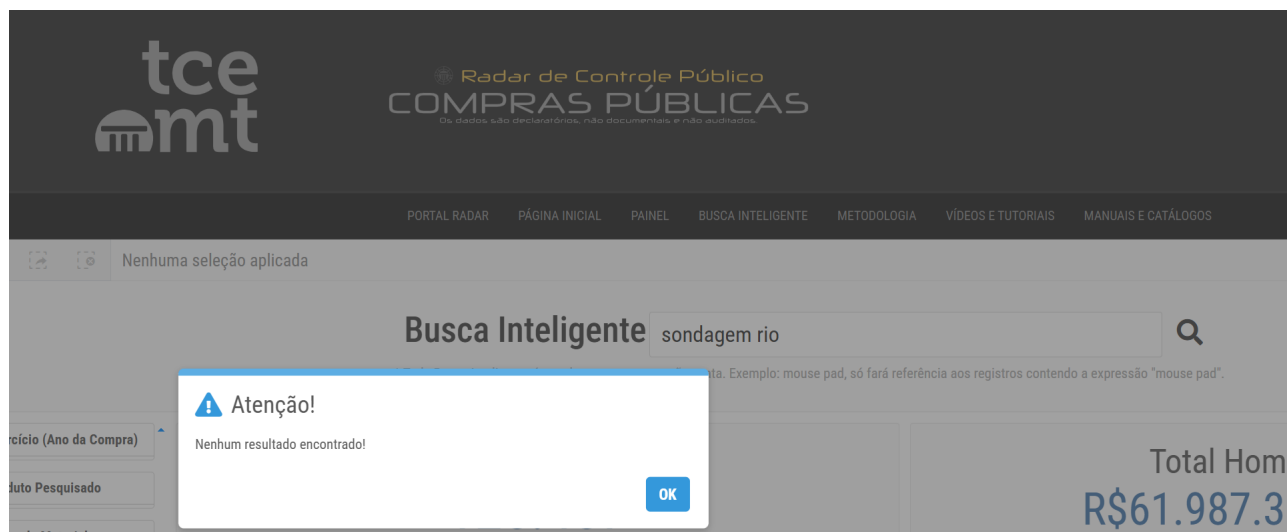 tce
mt
Radar de Controle Público
COMPRAS PÚBLICAS
Os dados são declaratórios, não documentais e não auditados.
PORTAL RADAR PÁGINA INICIAL PAINEL BUSCA INTELIGENTE METODOLOGIA VÍDEOS E TUTORIAIS MANUAIS E CATÁLOGOS
Nenhuma seleção aplicada
Busca Inteligente sondagem rio
Exemplo: mouse pad, só fará referência aos registros contendo a expressão "mouse pad".
Atenção!
Nenhum resultado encontrado!
OK
rcício (Ano da Compra)
duto Pesquisado
Total Hom
R$61.987.3